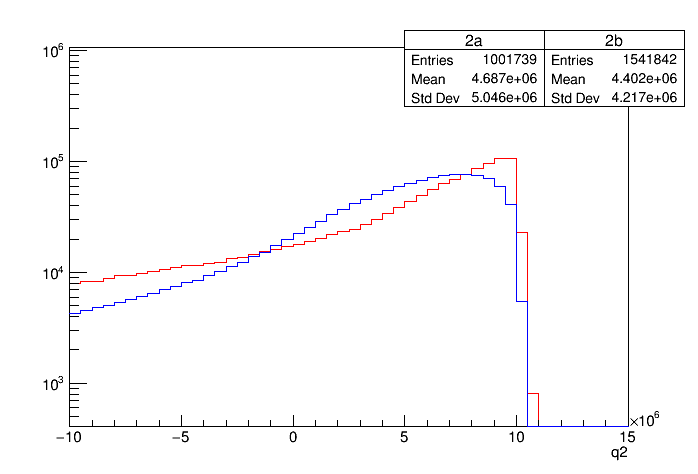 2a 2b
Entries 1001739 Entries 1541842
Mean 4.687e+06 Mean 4.402e+06
Std Dev 5.046e+06 Std Dev 4.217e+06
10^6
10^5
10^4
10^3
−10 −5 0 5 10 15
×10^6
q2